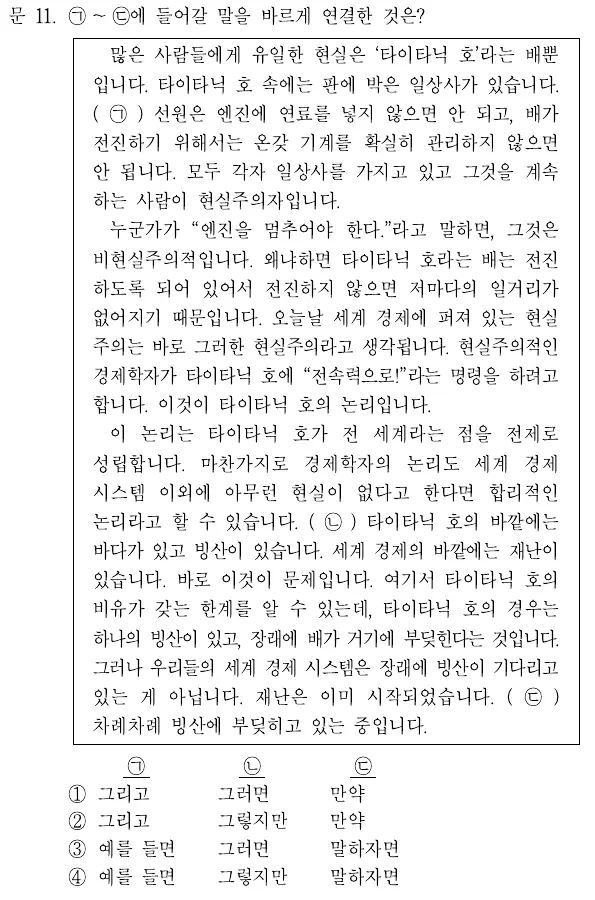 문 11. ㉠ ~ ㉢에 들어갈 말을 바르게 연결한 것은?
많은 사람들에게 유일한 현실은 ‘타이타닉 호’라는 배뿐
입니다. 타이타닉 호 속에는 판에 박은 일상사가 있습니다.
( ㉠ ) 선원은 엔진에 연료를 넣지 않으면 안 되고, 배가
전진하기 위해서는 온갖 기계를 확실히 관리하지 않으면
안 됩니다. 모두 각자 일상사를 가지고 있고 그것을 계속
하는 사람이 현실주의자입니다.
누군가가 “엔진을 멈추어야 한다.”라고 말하면, 그것은
비현실주의적입니다. 왜냐하면 타이타닉 호라는 배는 전진
하도록 되어 있어서 전진하지 않으면 저마다의 일거리가
없어지기 때문입니다. 오늘날 세계 경제에 퍼져 있는 현실
주의는 바로 그러한 현실주의라고 생각됩니다. 현실주의적인
경제학자가 타이타닉 호에 “전속력으로!”라는 명령을 하려고
합니다. 이것이 타이타닉 호의 논리입니다.
이 논리는 타이타닉 호가 전 세계라는 점을 전제로
성립합니다. 마찬가지로 경제학자의 논리도 세계 경제
시스템 이외에 아무런 현실이 없다고 한다면 합리적인
논리라고 할 수 있습니다. ( ㉡ ) 타이타닉 호의 바깥에는
바다가 있고 빙산이 있습니다. 세계 경제의 바깥에는 재난이
있습니다. 바로 이것이 문제입니다. 여기서 타이타닉 호의
비유가 갖는 한계를 알 수 있는데, 타이타닉 호의 경우는
하나의 빙산이 있고, 장래에 배가 거기에 부딪힌다는 것입니다.
그러나 우리들의 세계 경제 시스템은 장래에 빙산이 기다리고
있는 게 아닙니다. 재난은 이미 시작되었습니다. ( ㉢ )
차례차례 빙산에 부딪히고 있는 중입니다.
㉠ ㉡ ㉢
① 그리고 그러면 만약
② 그리고 그렇지만 만약
③ 예를 들면 그러면 말하자면
④ 예를 들면 그렇지만 말하자면